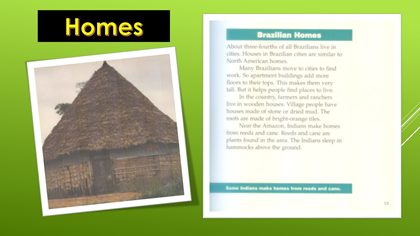 Homes
Brazilian Homes
About three-fourths of all Brazilians live in
cities. Houses in Brazilian cities are similar to
North American homes.
Many Brazilians move to cities to find
work. So apartment buildings add more
floors to their tops. This makes them very
tall. But it helps people find places to live.
In the country, farmers and ranchers
live in wooden houses. Village people have
houses made of stone or dried mud. The
roofs are made of bright-orange tiles.
Near the Amazon, Indians make homes
from reeds and cane. Reeds and cane are
plants found in the area. The Indians sleep in
hammocks above the ground.
Some Indians make homes from reeds and cane.